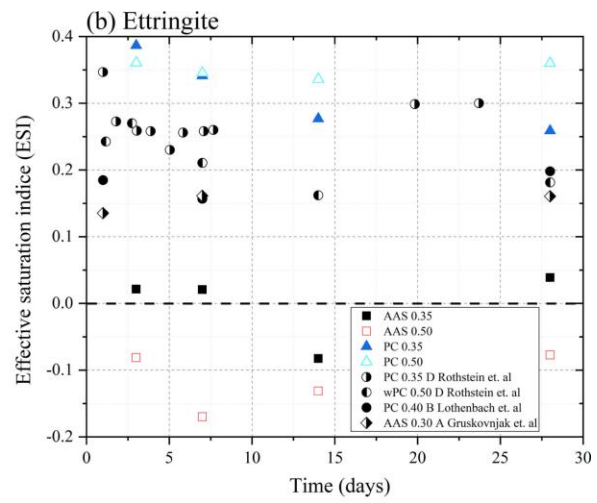 (b) Ettringite
Effective saturation indice (ESI)
0.4
0.3
0.2
0.1
0.0
-0.1
-0.2
AAS 0.35
AAS 0.50
PC 0.35
PC 0.50
PC 0.35 D Rothstein et. al
wPC 0.50 D Rothstein et. al
PC 0.40 B Lothenbach et. al
AAS 0.30 A Gruskovnjak et. al
0 5 10 15 20 25 30
Time (days)